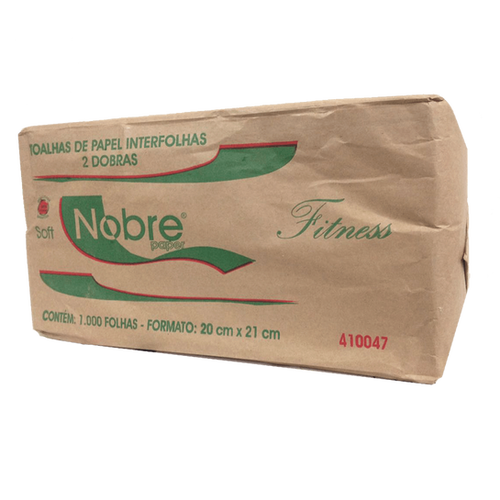 TOALHAS DE PAPEL INTERFOLHAS
2 DOBRAS
Soft
Nobre®
paper
Fitness
CONTÉM: 1.000 FOLHAS - FORMATO: 20 cm x 21 cm
410047